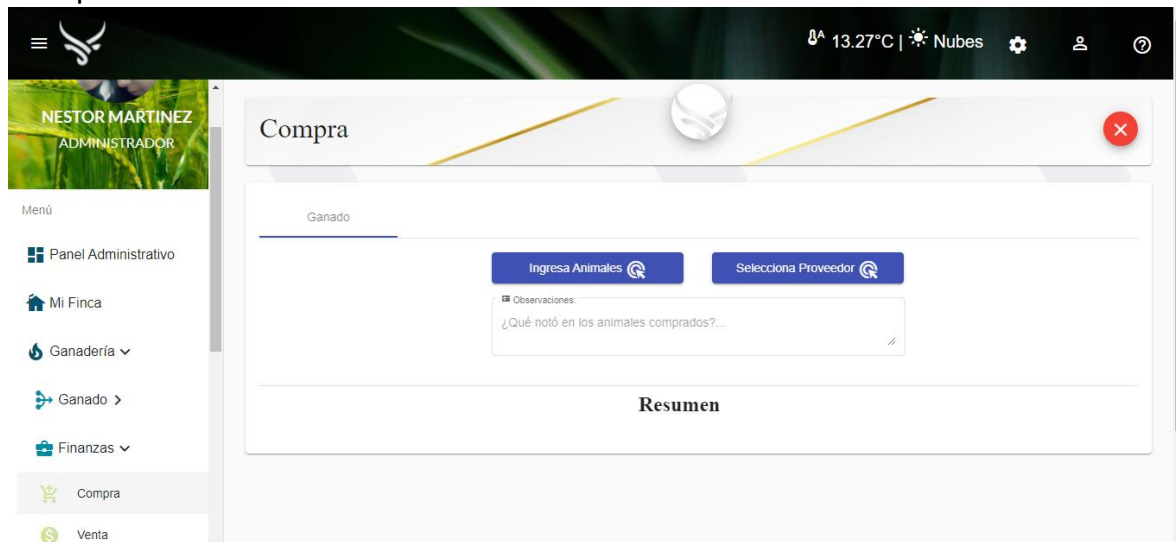 13.27°C | Nubes
NESTOR MARTINEZ
ADMINISTRADOR
Menú
Panel Administrativo
Mi Finca
Ganadería
Ganado
Finanzas
Compra
Venta
Compra
Ganado
Ingresa Animales
Selecciona Proveedor
Observaciones:
¿Qué notó en los animales comprados?...
Resumen